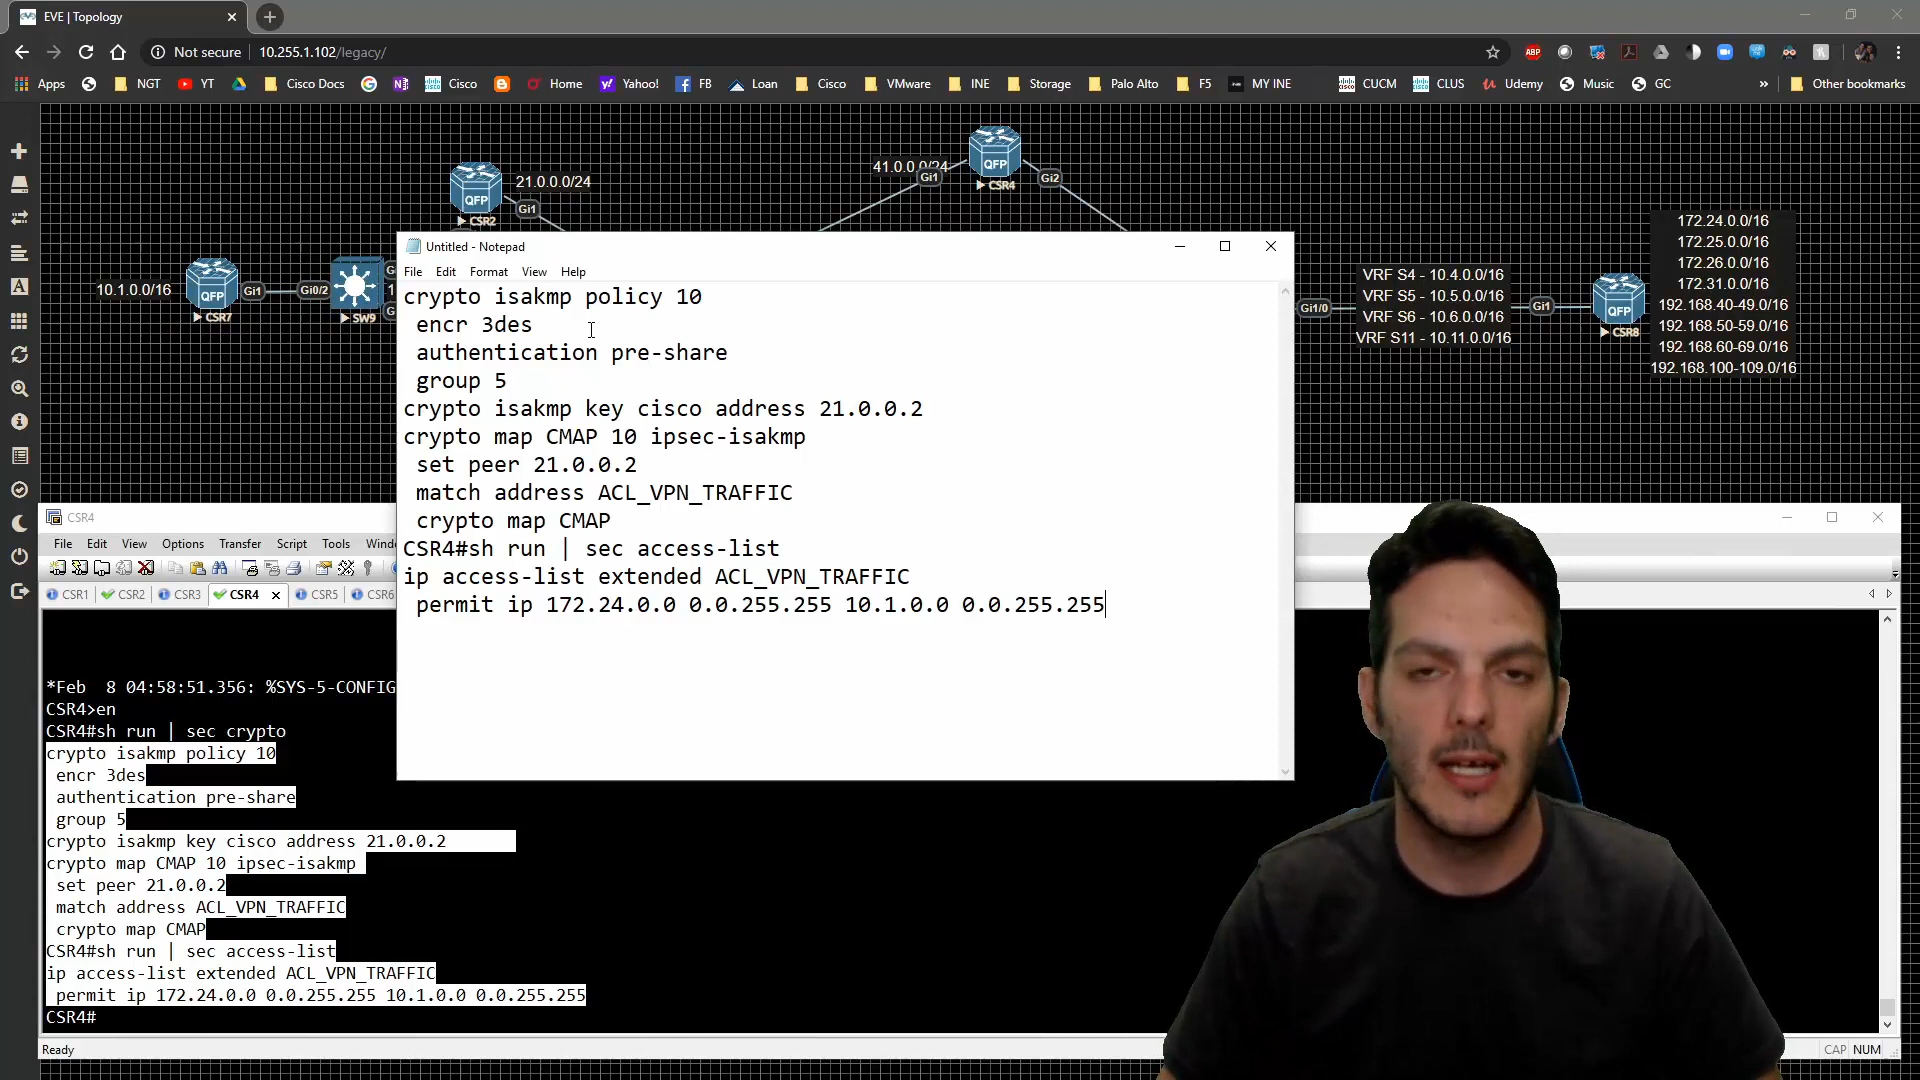 EVE | Topology
Not secure
10.255.1.102/legacy/
ABP
Apps
NGT
YT
Cisco Docs
Cisco
Home
Yahoo!
FB
Loan
Cisco
VMware
INE
Storage
Palo Alto
F5
MY INE
CUCM
CLUS
Udemy
Music
GC
»
Other bookmarks
QFP
CSR4
41.0.0.0/24
Gi1
Gi2
QFP
CSR2
21.0.0.0/24
Gi1
10.1.0.0/16
QFP
CSR7
Gi1
Gi0/2
SW9
Gi1/0
VRF S4 - 10.4.0.0/16
VRF S5 - 10.5.0.0/16
VRF S6 - 10.6.0.0/16
VRF S11 - 10.11.0.0/16
Gi1
QFP
CSR8
172.24.0.0/16
172.25.0.0/16
172.26.0.0/16
172.31.0.0/16
192.168.40-49.0/16
192.168.50-59.0/16
192.168.60-69.0/16
192.168.100-109.0/16
Untitled - Notepad
File Edit Format View Help
crypto isakmp policy 10
encr 3des
authentication pre-share
group 5
crypto isakmp key cisco address 21.0.0.2
crypto map CMAP 10 ipsec-isakmp
set peer 21.0.0.2
match address ACL_VPN_TRAFFIC
crypto map CMAP
CSR4#sh run | sec access-list
ip access-list extended ACL_VPN_TRAFFIC
permit ip 172.24.0.0 0.0.255.255 10.1.0.0 0.0.255.255
CSR4
File Edit View Options Transfer Script Tools
CSR1
CSR2
CSR3
CSR4
CSR5
*Feb 8 04:58:51.356: %SYS-5-CONFIG
CSR4>en
CSR4#sh run | sec crypto
crypto isakmp policy 10
encr 3des
authentication pre-share
group 5
crypto isakmp key cisco address 21.0.0.2
crypto map CMAP 10 ipsec-isakmp
set peer 21.0.0.2
match address ACL_VPN_TRAFFIC
crypto map CMAP
CSR4#sh run | sec access-list
ip access-list extended ACL_VPN_TRAFFIC
permit ip 172.24.0.0 0.0.255.255 10.1.0.0 0.0.255.255
CSR4#
Ready
CAP NUM